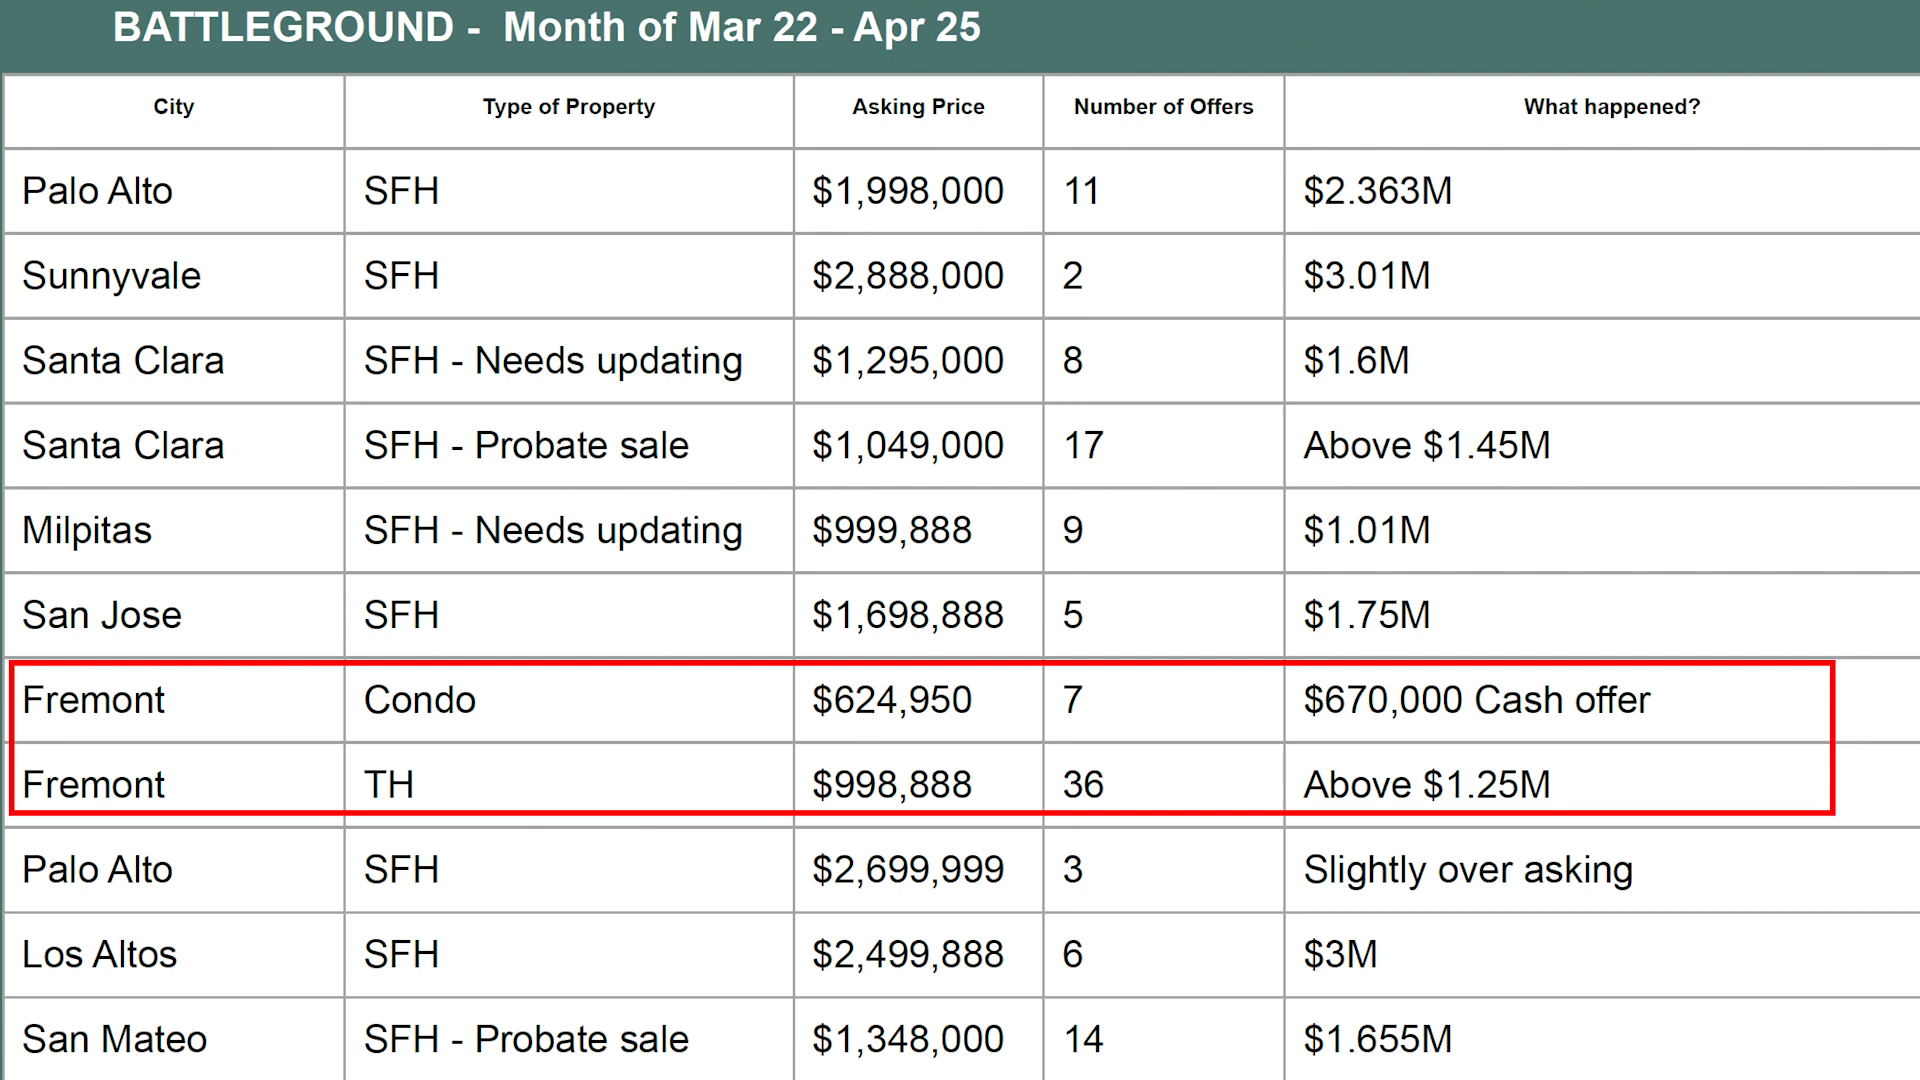 BATTLEGROUND - Month of Mar 22 - Apr 25
City Type of Property Asking Price Number of Offers What happened?
Palo Alto SFH $1,998,000 11 $2.363M
Sunnyvale SFH $2,888,000 2 $3.01M
Santa Clara SFH - Needs updating $1,295,000 8 $1.6M
Santa Clara SFH - Probate sale $1,049,000 17 Above $1.45M
Milpitas SFH - Needs updating $999,888 9 $1.01M
San Jose SFH $1,698,888 5 $1.75M
Fremont Condo $624,950 7 $670,000 Cash offer
Fremont TH $998,888 36 Above $1.25M
Palo Alto SFH $2,699,999 3 Slightly over asking
Los Altos SFH $2,499,888 6 $3M
San Mateo SFH - Probate sale $1,348,000 14 $1.655M